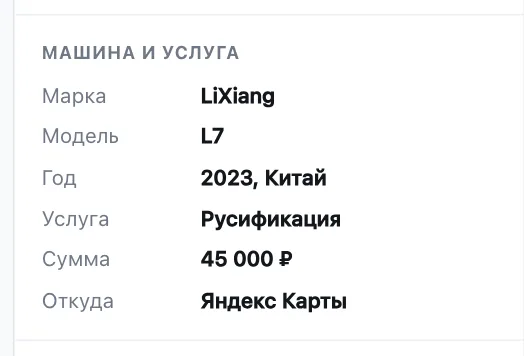 МАШИНА И УСЛУГА
Марка LiXiang
Модель L7
Год 2023, Китай
Услуга Русификация
Сумма 45 000 ₽
Откуда Яндекс Карты